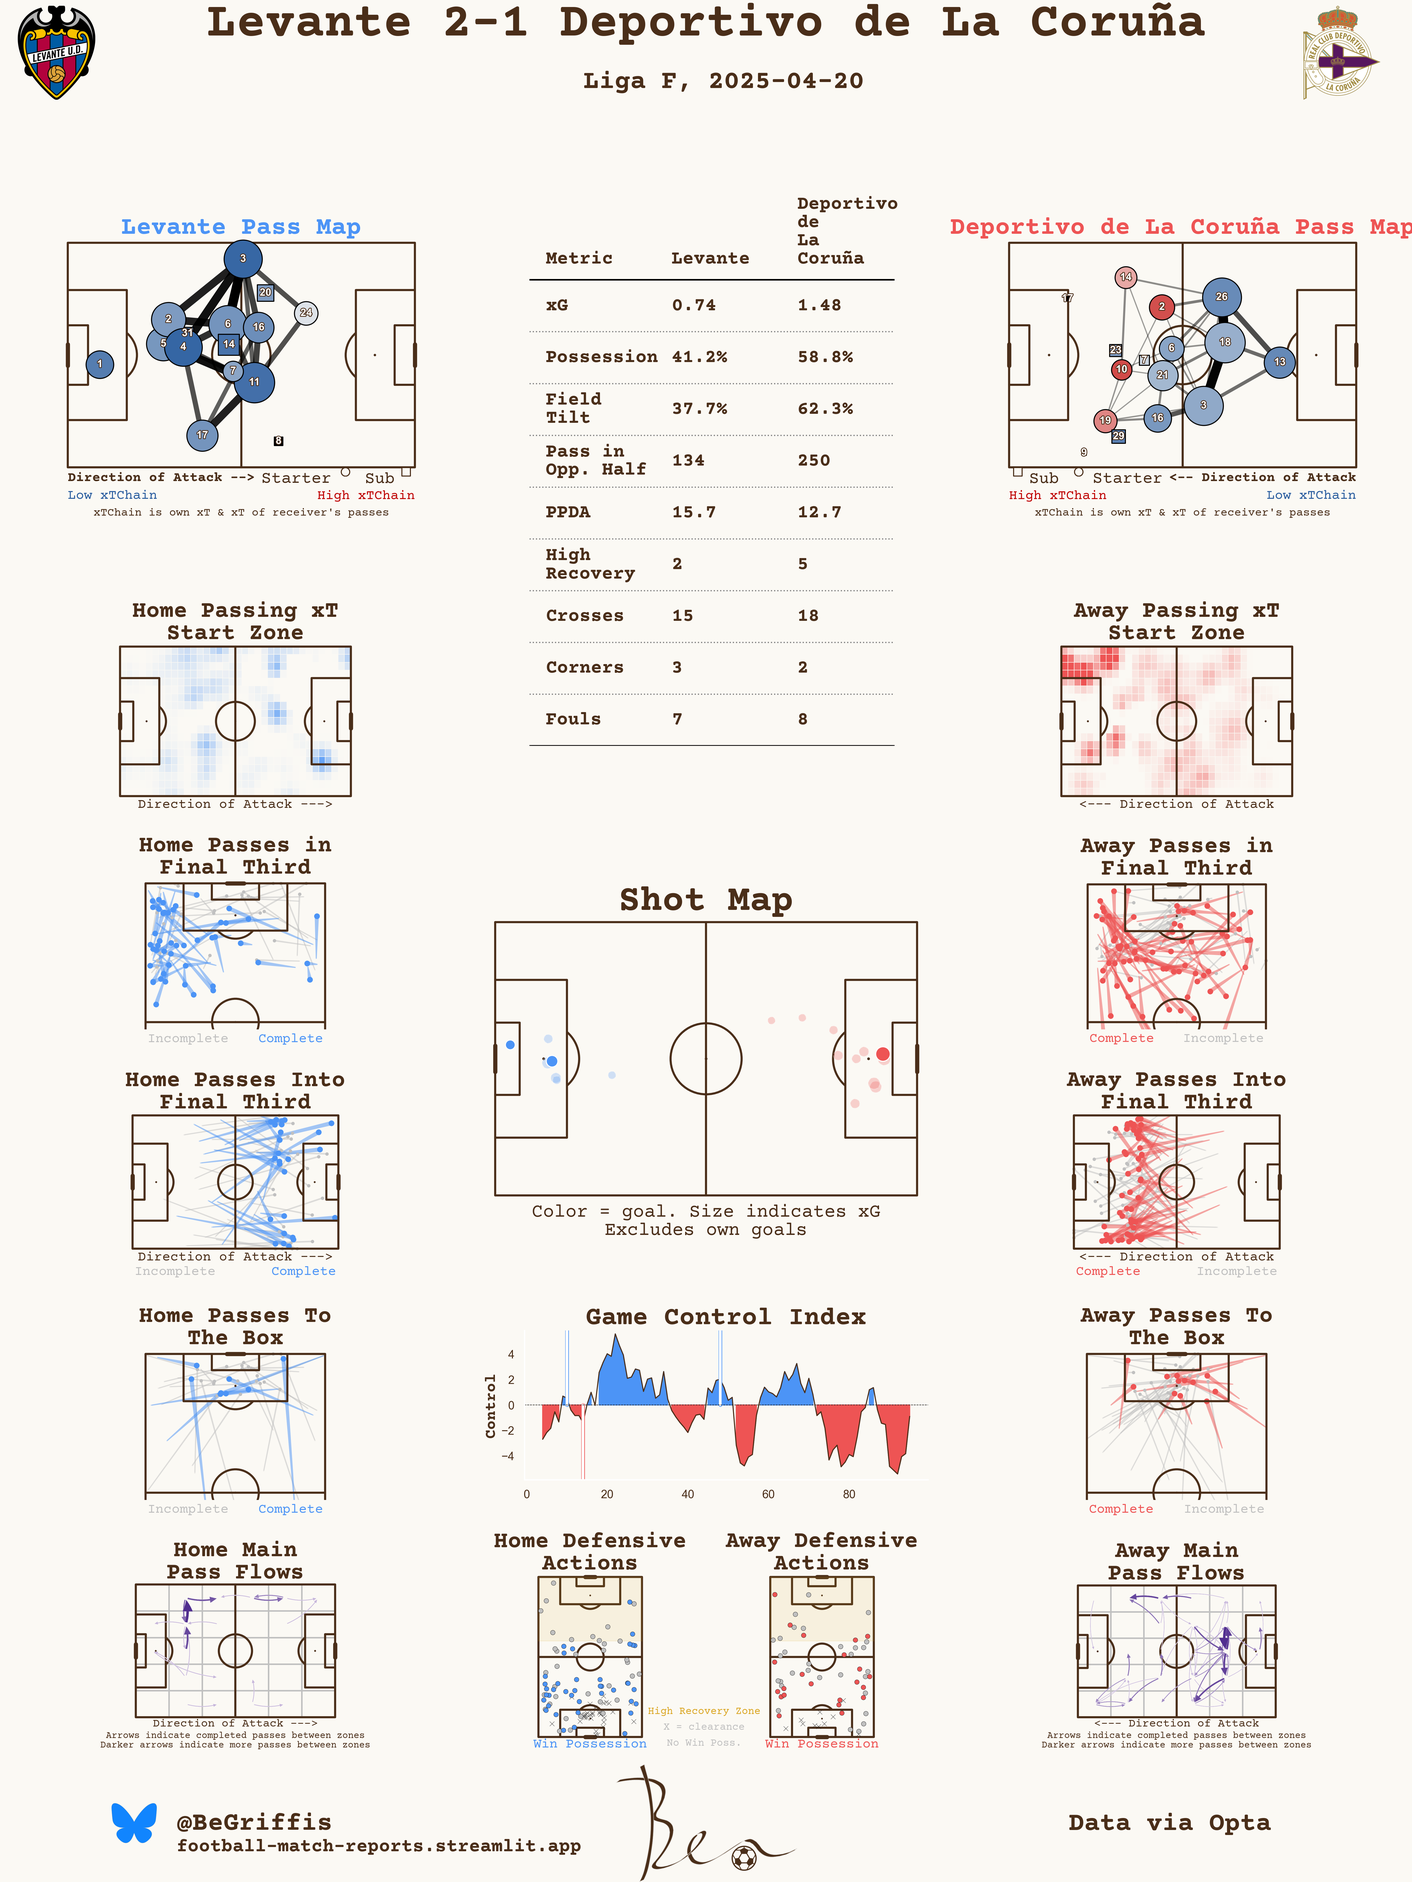 Levante 2-1 Deportivo de La Coruña
Liga F, 2025-04-20
LEVANTE U.D.
REAL CLUB DEPORTIVO
LA CORUÑA
Levante Pass Map
3
20
24
2
6
16
31
5
4
14
1
7
11
17
8
Direction of Attack --> Starter Sub
Low xTChain High xTChain
xTChain is own xT & xT of receiver's passes
Metric Levante Deportivo
de
La
Coruña
xG 0.74 1.48
Possession 41.2% 58.8%
Field
Tilt 37.7% 62.3%
Pass in
Opp. Half 134 250
PPDA 15.7 12.7
High
Recovery 2 5
Crosses 15 18
Corners 3 2
Fouls 7 8
Deportivo de La Coruña Pass Map
14
17
26
2
23
6
18
7
13
10
21
19
16
3
29
9
Sub Starter <-- Direction of Attack
High xTChain Low xTChain
xTChain is own xT & xT of receiver's passes
Home Passing xT
Start Zone
Direction of Attack --->
Away Passing xT
Start Zone
<--- Direction of Attack
Home Passes in
Final Third
Incomplete Complete
Away Passes in
Final Third
Complete Incomplete
Shot Map
Color = goal. Size indicates xG
Excludes own goals
Home Passes Into
Final Third
Direction of Attack --->
Incomplete Complete
Away Passes Into
Final Third
<--- Direction of Attack
Complete Incomplete
Home Passes To
The Box
Incomplete Complete
Game Control Index
Control
4
2
0
−2
−4
0 20 40 60 80
Away Passes To
The Box
Complete Incomplete
Home Main
Pass Flows
Direction of Attack --->
Arrows indicate completed passes between zones
Darker arrows indicate more passes between zones
Home Defensive
Actions
Win Possession
High Recovery Zone
X = clearance
No Win Poss.
Away Defensive
Actions
Win Possession
Away Main
Pass Flows
<--- Direction of Attack
Arrows indicate completed passes between zones
Darker arrows indicate more passes between zones
@BeGriffis
football-match-reports.streamlit.app
Ben
Data via Opta